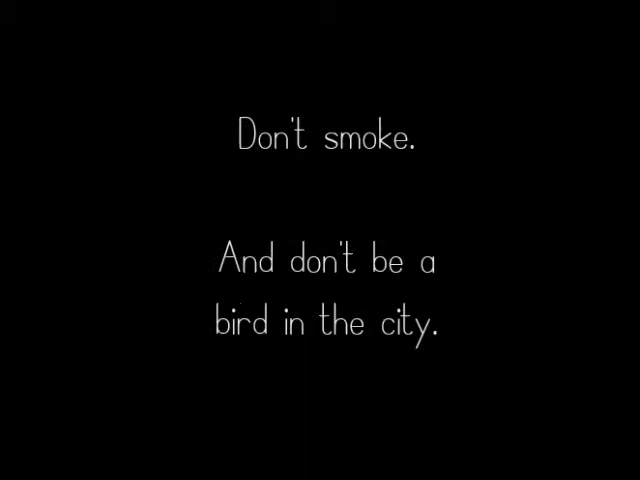 Don't smoke.
And don't be a
bird in the city.